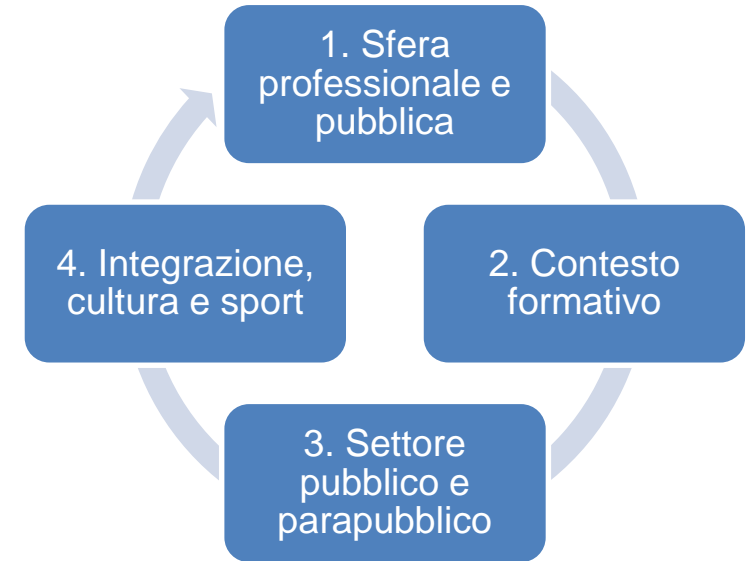 1. Sfera
professionale e
pubblica
2. Contesto
formativo
3. Settore
pubblico e
parapubblico
4. Integrazione,
cultura e sport